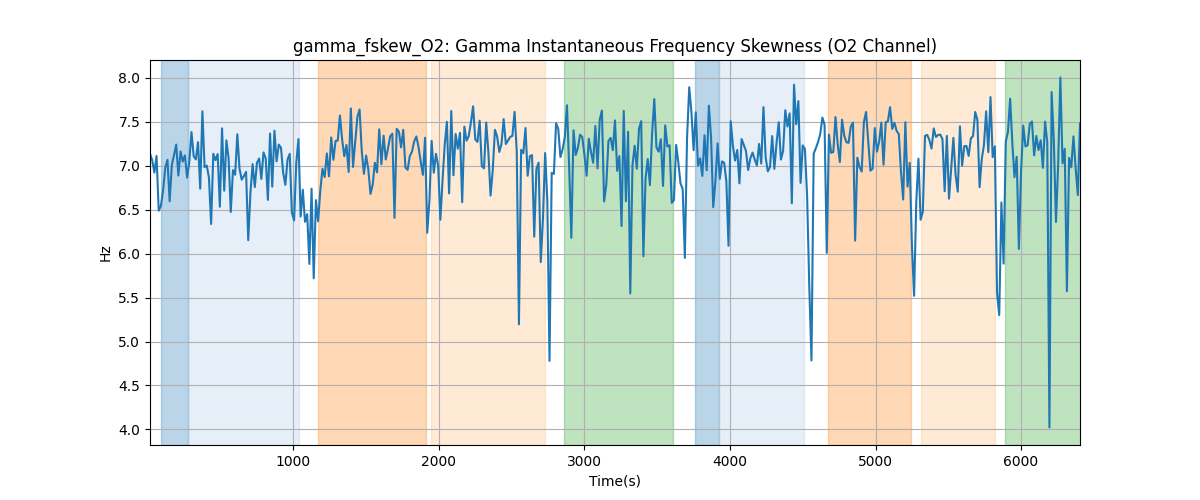 gamma_fskew_O2: Gamma Instantaneous Frequency Skewness (O2 Channel)
8.0
7.5
7.0
6.5
6.0
5.5
5.0
4.5
4.0
Hz
1000 2000 3000 4000 5000 6000
Time(s)